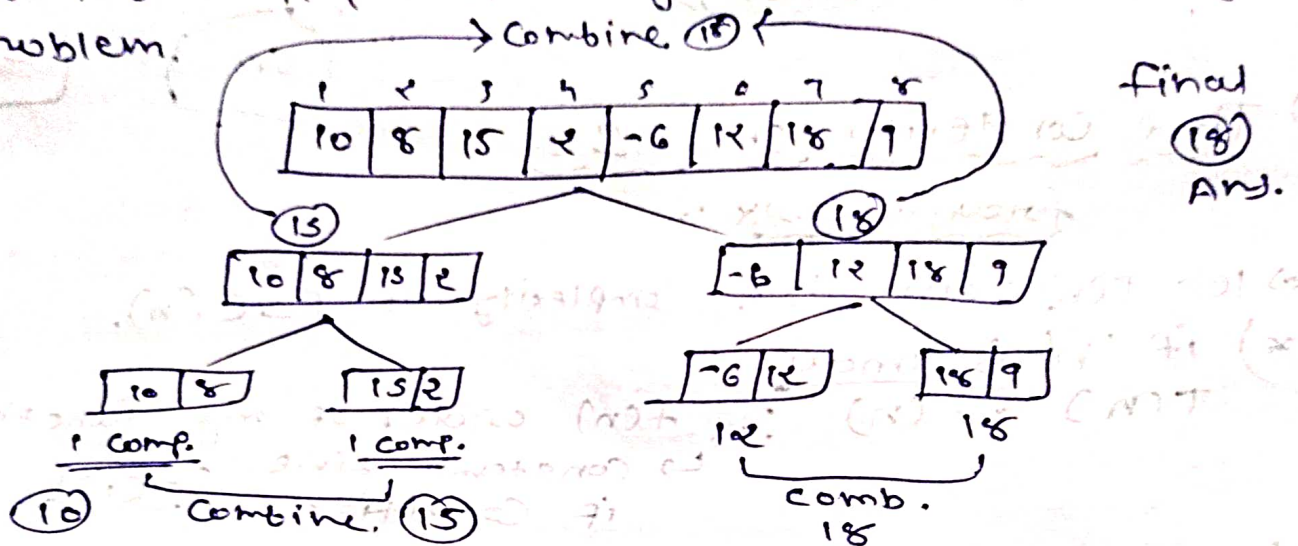 roblem.
Combine. 18
final
18
Ans.
1 2 3 4 5 6 7 8
10 8 15 2 -6 12 18 9
15 18
10 8 15 2 -6 12 18 9
10 8 15 2 -6 12 18 9
1 comp. 1 comp. 12. 18
10 combine. 15 comb.
18